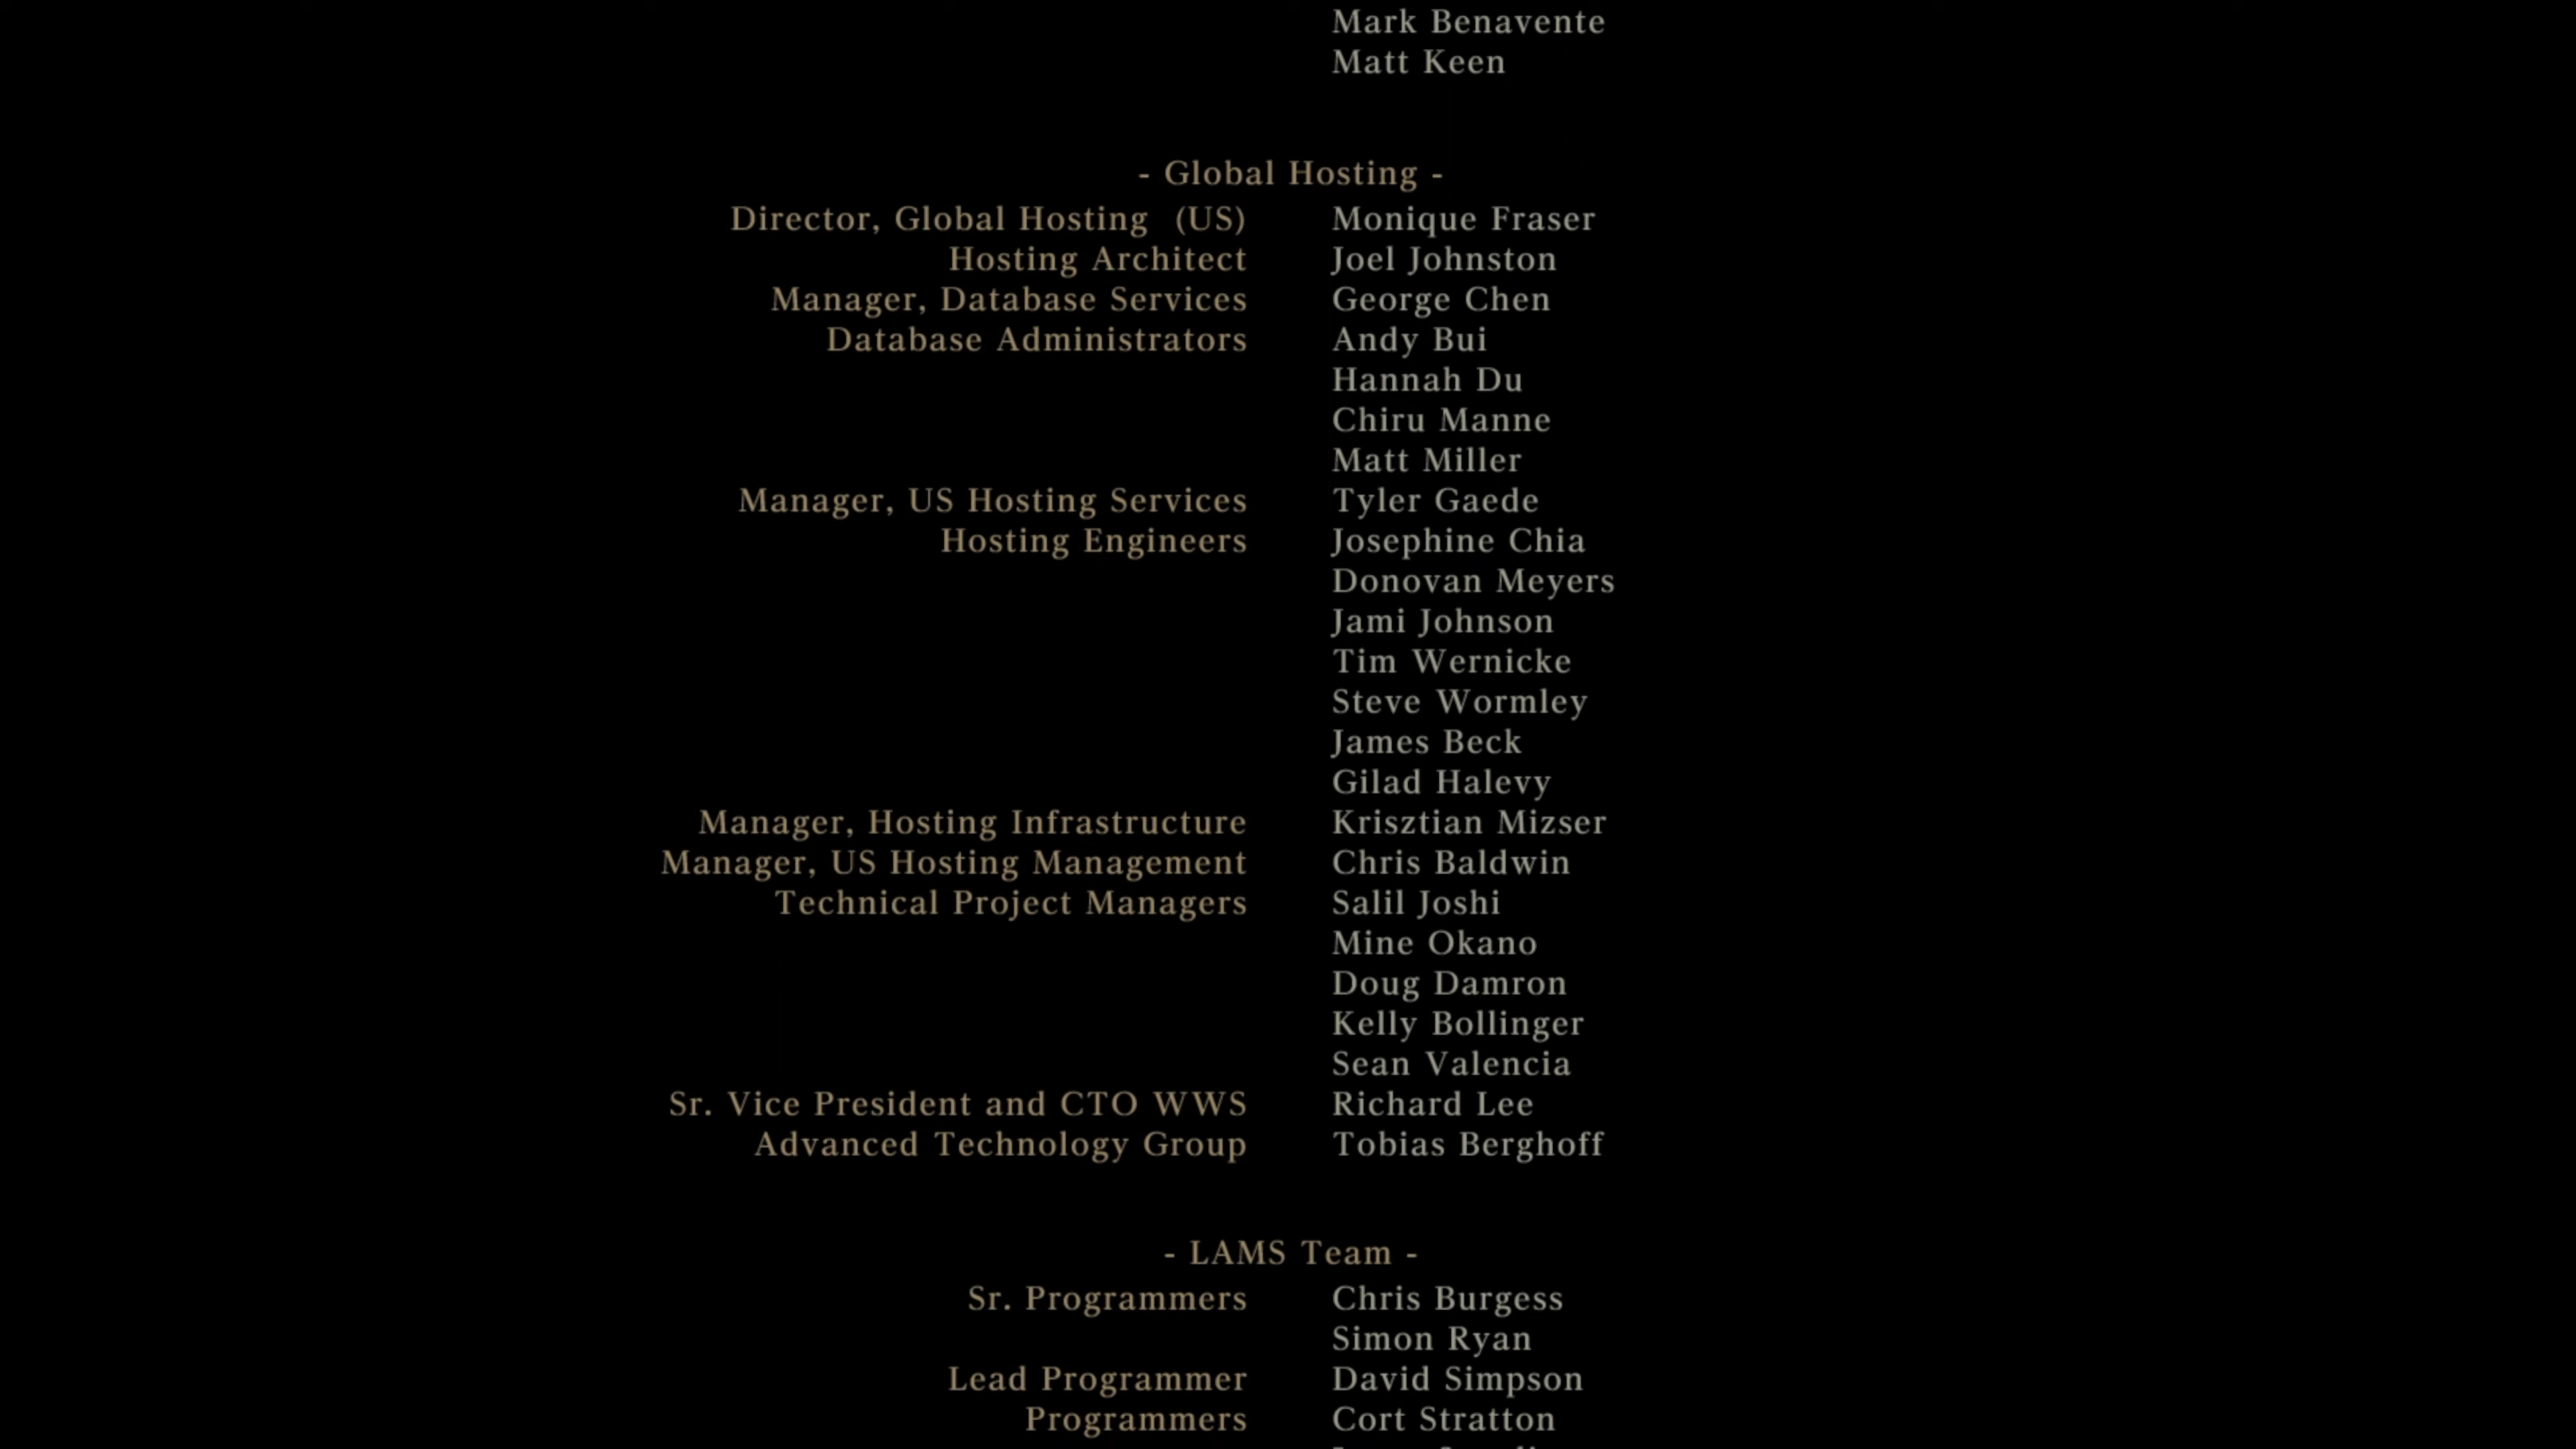 Mark Benavente
Matt Keen
- Global Hosting -
Director, Global Hosting (US) Monique Fraser
Hosting Architect Joel Johnston
Manager, Database Services George Chen
Database Administrators Andy Bui
Hannah Du
Chiru Manne
Matt Miller
Manager, US Hosting Services Tyler Gaede
Hosting Engineers Josephine Chia
Donovan Meyers
Jami Johnson
Tim Wernicke
Steve Wormley
James Beck
Gilad Halevy
Manager, Hosting Infrastructure Krisztian Mizser
Manager, US Hosting Management Chris Baldwin
Technical Project Managers Salil Joshi
Mine Okano
Doug Damron
Kelly Bollinger
Sean Valencia
Sr. Vice President and CTO WWS Richard Lee
Advanced Technology Group Tobias Berghoff
- LAMS Team -
Sr. Programmers Chris Burgess
Simon Ryan
Lead Programmer David Simpson
Programmers Cort Stratton